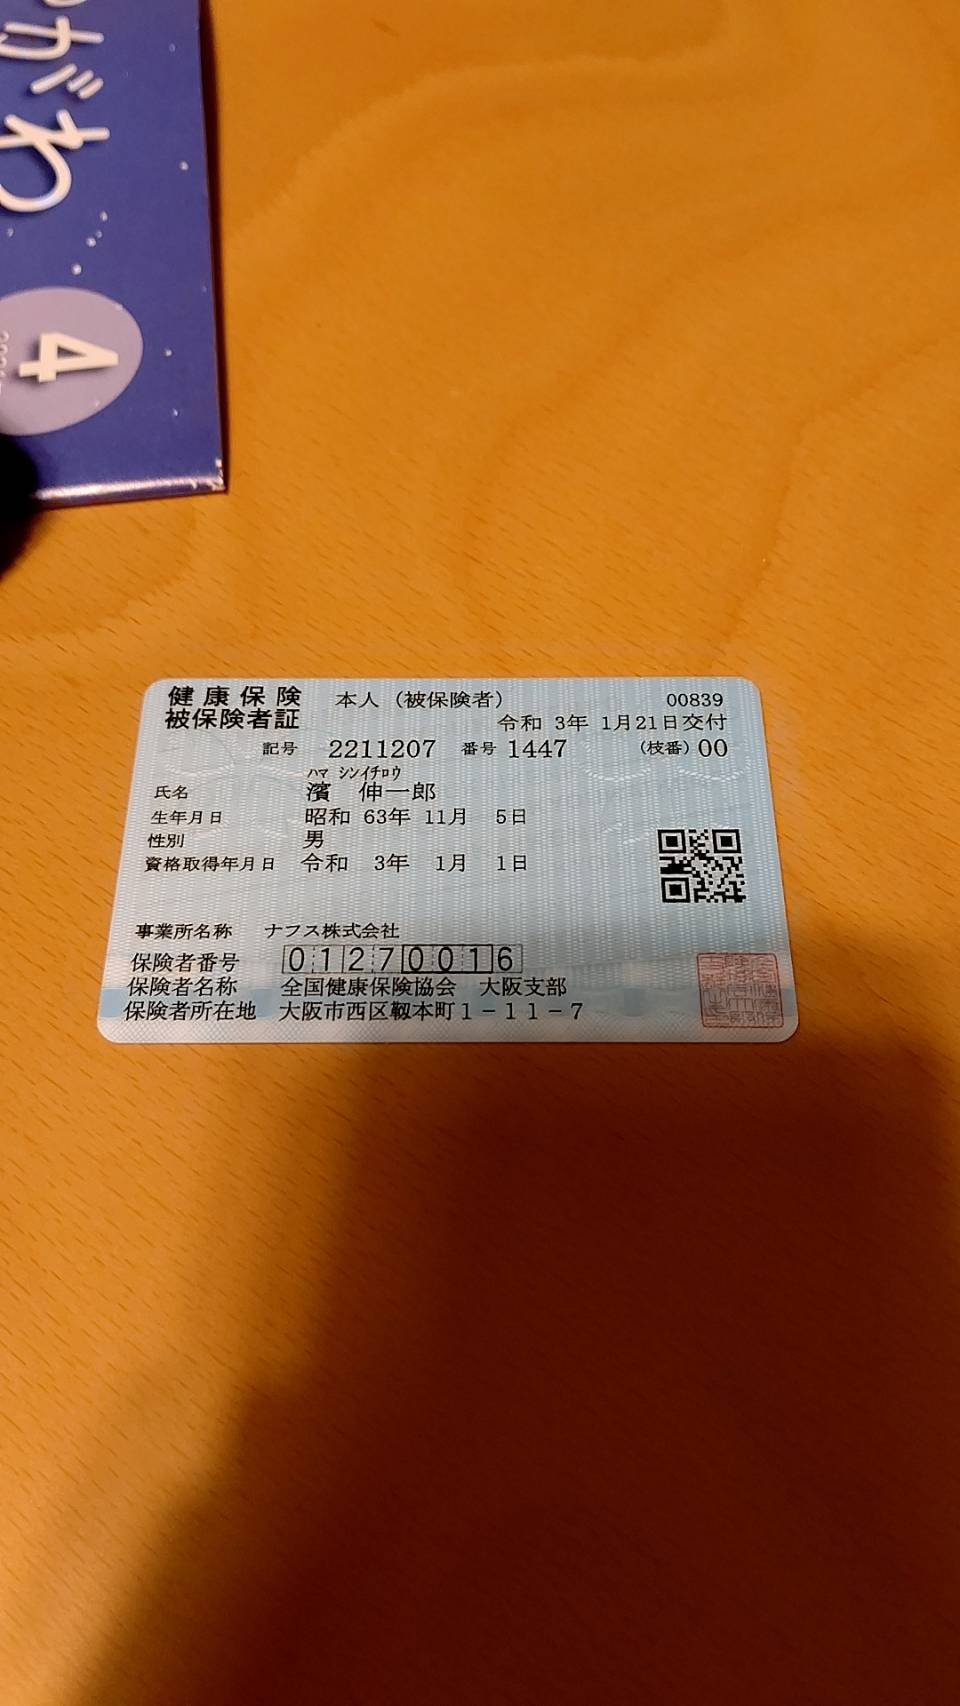 がわ
4
健康保険
被保険者証
本人（被保険者）
00839
令和 3年 1月21日交付
記号 2211207 番号 1447 （枝番）00
ﾊﾏ ｼﾝｲﾁﾛｳ
氏名 濱 伸一郎
生年月日 昭和 63年 11月 5日
性別 男
資格取得年月日 令和 3年 1月 1日
事業所名称 ナフス株式会社
保険者番号 01270016
保険者名称 全国健康保険協会 大阪支部
保険者所在地 大阪市西区靱本町1-11-7